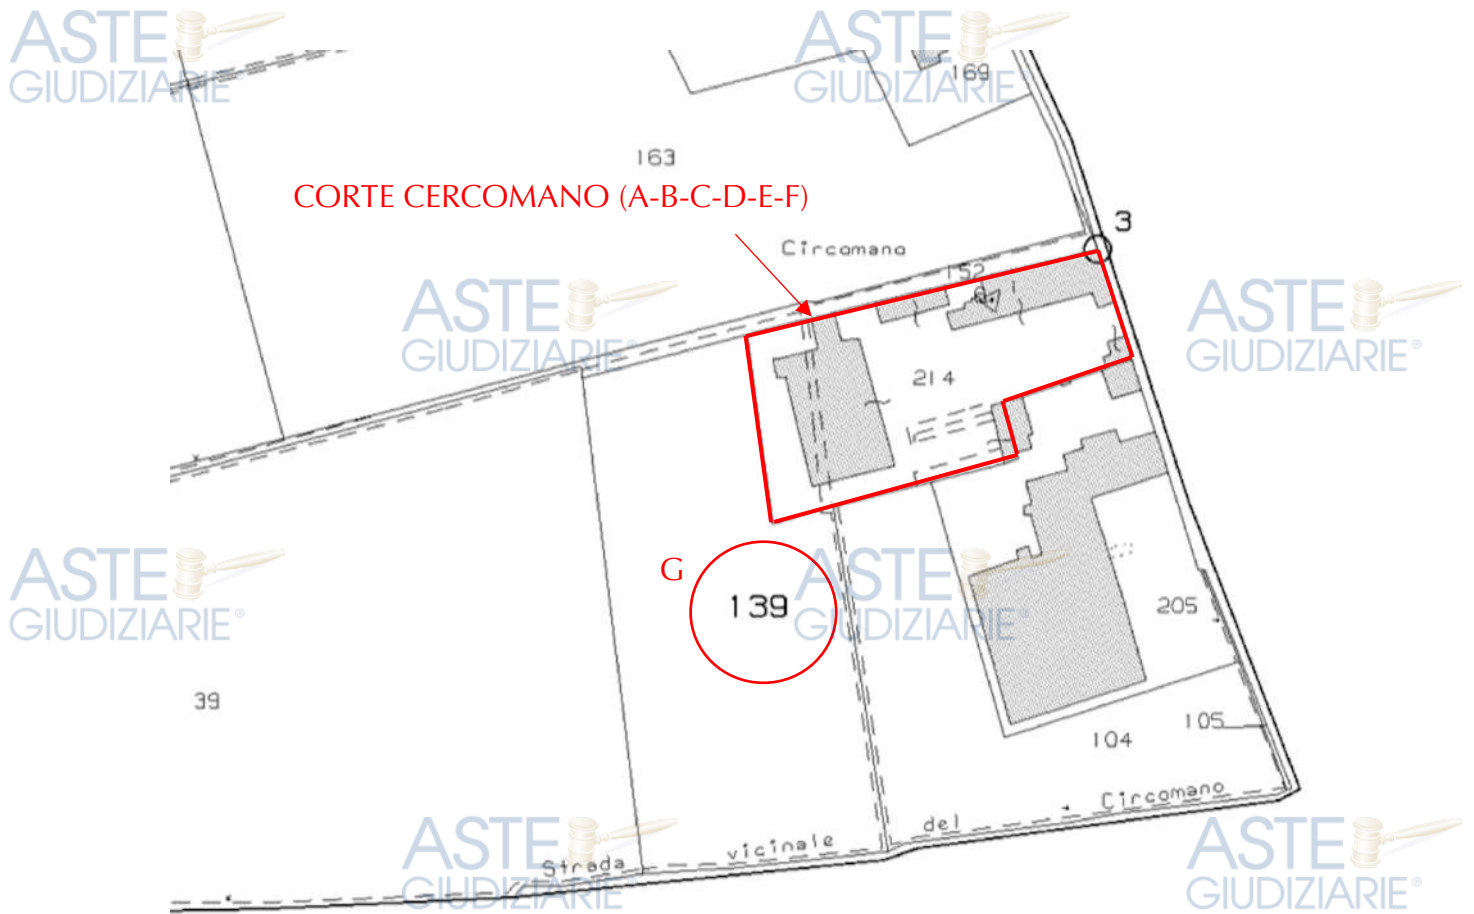 ASTE
GIUDIZIARIE
ASTE
GIUDIZIARIE
169
163
CORTE CERCOMANO (A-B-C-D-E-F)
3
Circomano
152
ASTE
GIUDIZIARIE
ASTE
GIUDIZIARIE®
214
ASTE
GIUDIZIARIE®
G
139
ASTE
GIUDIZIARIE
205
39
105
104
Circomano
del
vicinale
Strada
ASTE
GIUDIZIARIE
ASTE
GIUDIZIARIE®